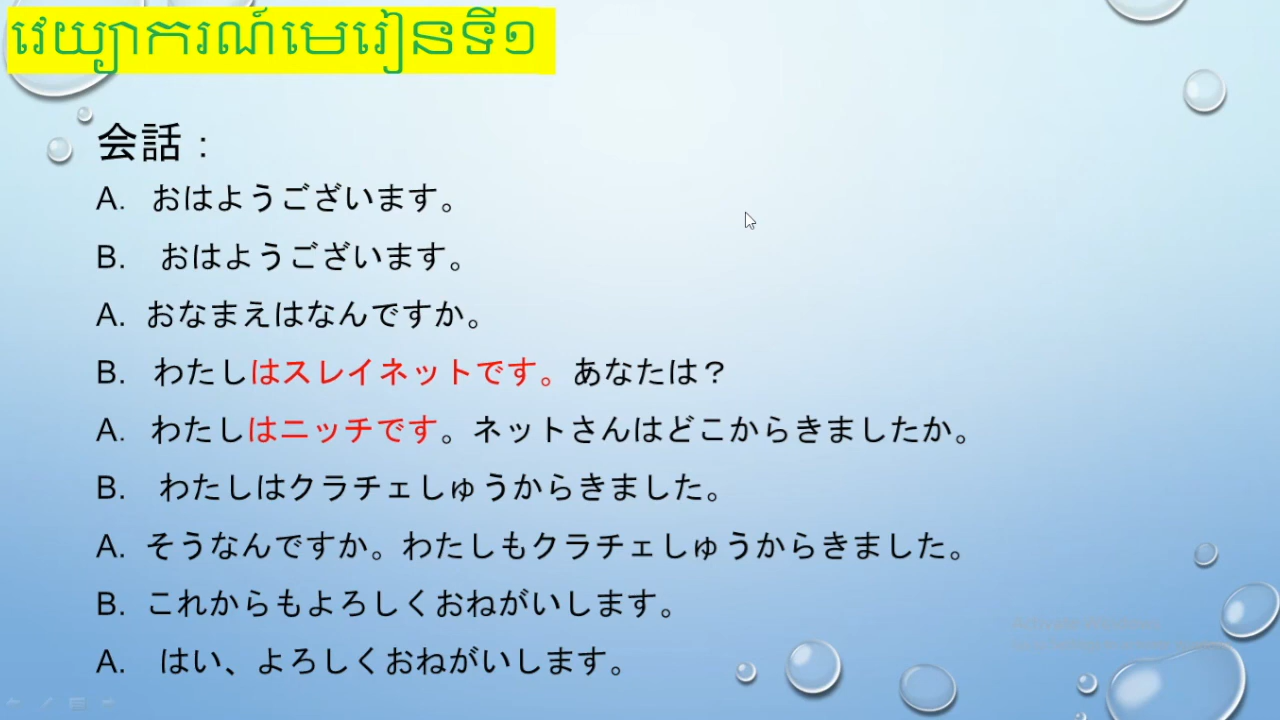 វេយ្យាករណ៍មេរៀនទី១
会話：
A. おはようございます。
B. おはようございます。
A. おなまえはなんですか。
B. わたしはスレイネットです。あなたは？
A. わたしはニッチです。ネットさんはどこからきましたか。
B. わたしはクラチェしゅうからきました。
A. そうなんですか。わたしもクラチェしゅうからきました。
B. これからもよろしくおねがいします。
A. はい、よろしくおねがいします。